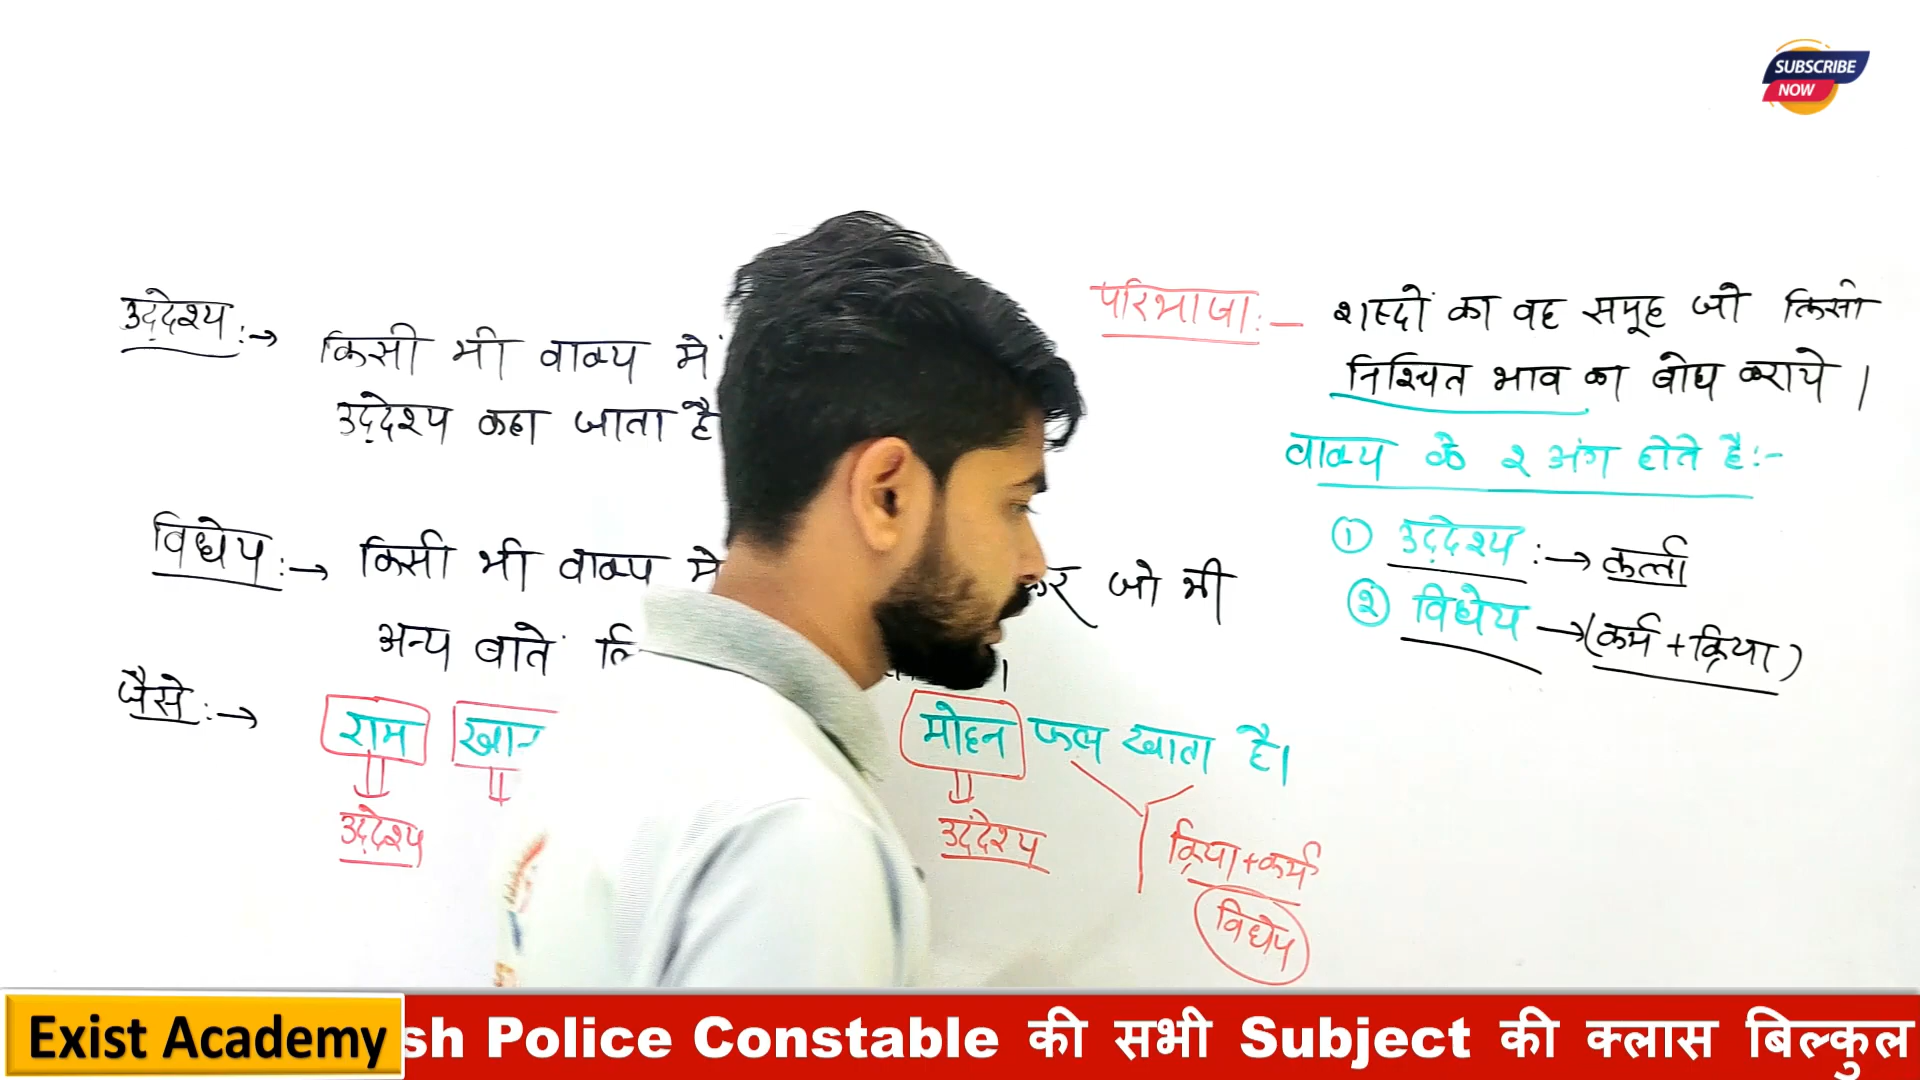 SUBSCRIBE
NOW
उद्देश्य :→ किसी भी वाक्य में
उद्देश्य कहा जाता है
विधेय :→ किसी भी वाक्य में कर जो भी
अन्य बातें
जैसे :→ राम मोहन फल खाता है।
उद्देश्य उद्देश्य
क्रिया+कर्म
विधेय
परिभाषा :– शब्दों का वह समूह जो किसी
निश्चित भाव का बोध कराये ।
वाक्य के २ अंग होते है:-
① उद्देश्य :→ कर्त्ता
② विधेय →(कर्म + क्रिया)
Exist Academy
sh Police Constable की सभी Subject की क्लास बिल्कुल